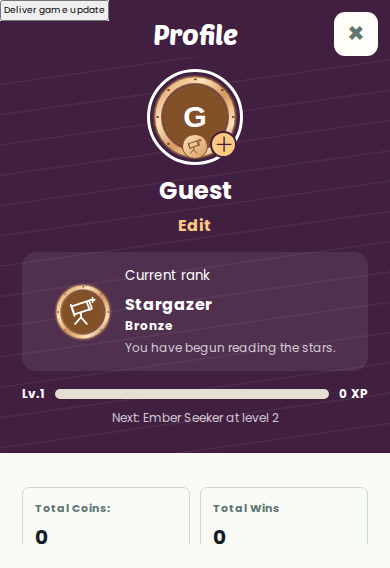 Deliver game update
Profile
✖
G
Guest
Edit
Current rank
Stargazer
Bronze
You have begun reading the stars.
Lv.1
0 XP
Next: Ember Seeker at level 2
Total Coins:
Total Wins
0
0